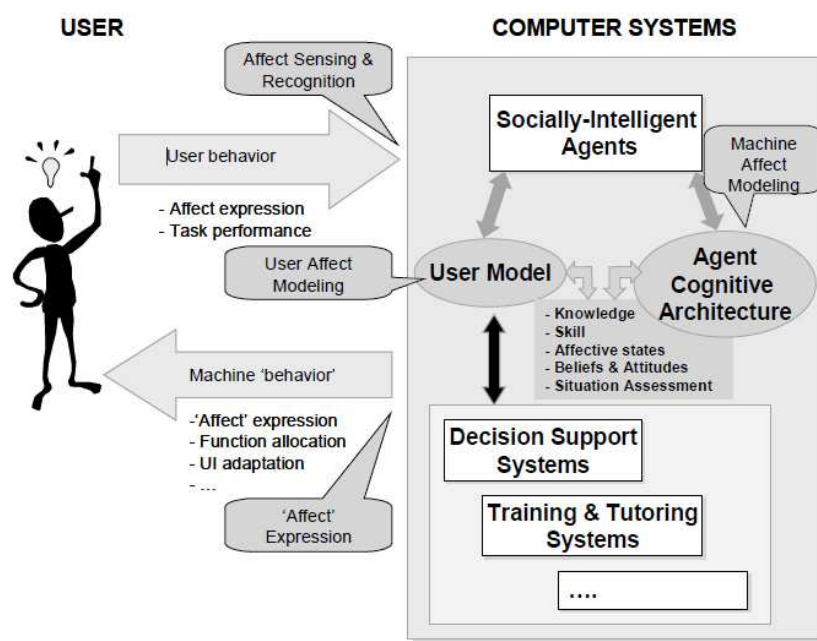 USER
COMPUTER SYSTEMS
Affect Sensing &
Recognition
Socially-Intelligent
Agents
Machine
Affect
Modeling
User behavior
- Affect expression
- Task performance
User Affect
Modeling
User Model
Agent
Cognitive
Architecture
- Knowledge
- Skill
- Affective states
- Beliefs & Attitudes
- Situation Assessment
Machine ‘behavior’
-‘Affect’ expression
- Function allocation
- UI adaptation
- ...
‘Affect’
Expression
Decision Support
Systems
Training & Tutoring
Systems
....